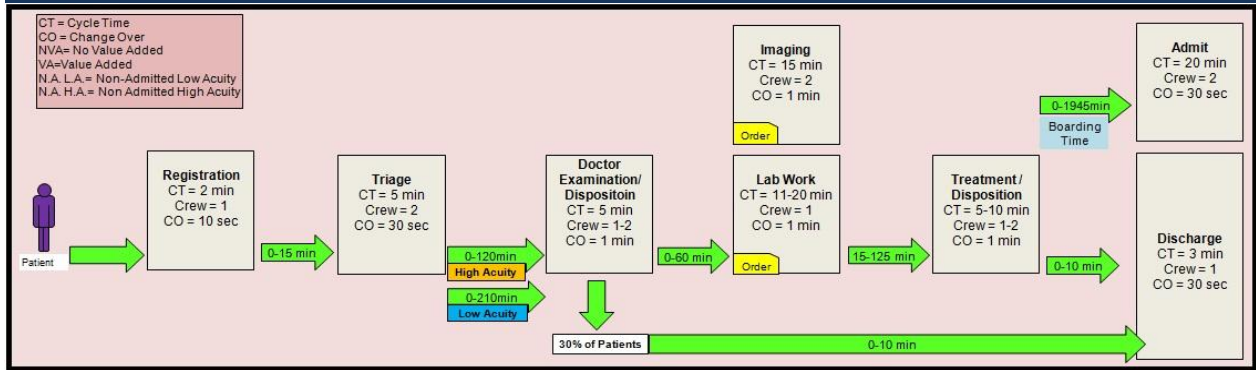 CT = Cycle Time
CO = Change Over
NVA= No Value Added
VA=Value Added
N.A. L.A.= Non-Admitted Low Acuity
N.A. H.A.= Non Admitted High Acuity
Patient
Registration
CT = 2 min
Crew = 1
CO = 10 sec
0-15 min
Triage
CT = 5 min
Crew = 2
CO = 30 sec
0-120min
High Acuity
0-210min
Low Acuity
Doctor
Examination/
Dispositoin
CT = 5 min
Crew = 1-2
CO = 1 min
30% of Patients
0-10 min
0-60 min
Imaging
CT = 15 min
Crew = 2
CO = 1 min
Order
Lab Work
CT = 11-20 min
Crew = 1
CO = 1 min
Order
15-125 min
Treatment /
Disposition
CT = 5-10 min
Crew = 1-2
CO = 1 min
0-1945min
Boarding
Time
0-10 min
Admit
CT = 20 min
Crew = 2
CO = 30 sec
Discharge
CT = 3 min
Crew = 1
CO = 30 sec